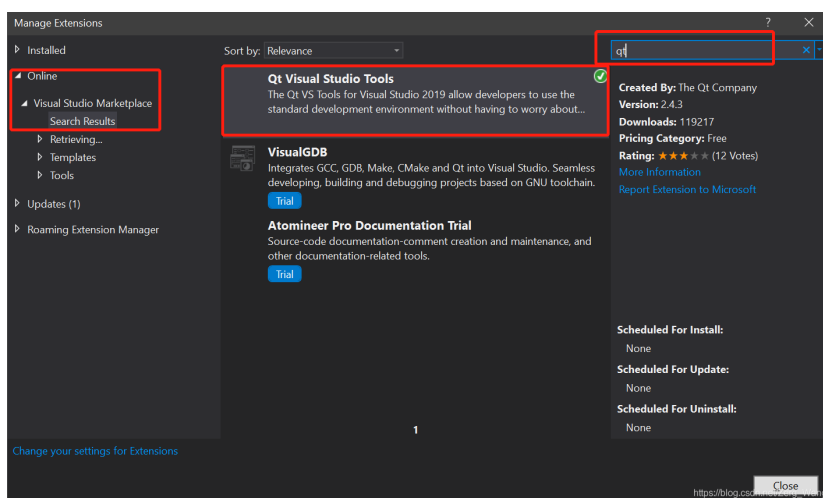 Manage Extensions
? ×
Installed
Sort by: Relevance
qt
Online
Visual Studio Marketplace
Search Results
Retrieving...
Templates
Tools
Updates (1)
Roaming Extension Manager
Qt Visual Studio Tools
The Qt VS Tools for Visual Studio 2019 allow developers to use the
standard development environment without having to worry about...
VisualGDB
Integrates GCC, GDB, Make, CMake and Qt into Visual Studio. Seamless
developing, building and debugging projects based on GNU toolchain.
Trial
Atomineer Pro Documentation Trial
Source-code documentation-comment creation and maintenance, and
other documentation-related tools.
Trial
1
Created By: The Qt Company
Version: 2.4.3
Downloads: 119217
Pricing Category: Free
Rating: ★★★★★ (12 Votes)
More Information
Report Extension to Microsoft
Scheduled For Install:
None
Scheduled For Update:
None
Scheduled For Uninstall:
None
Change your settings for Extensions
Close